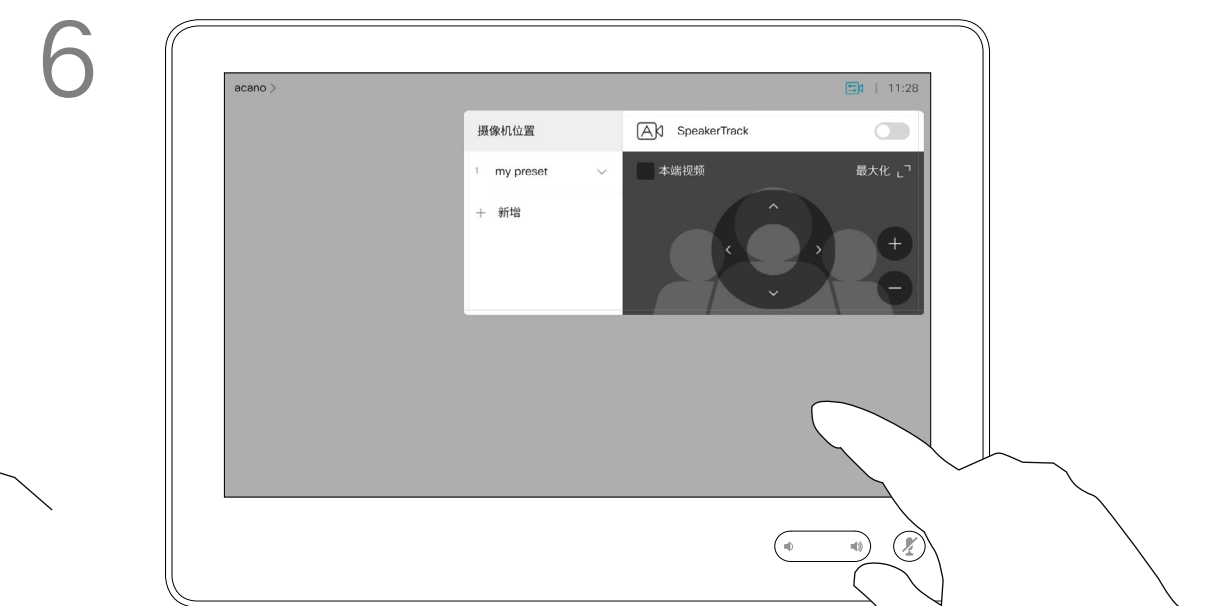 6
acano > 11:28
摄像机位置 SpeakerTrack
1 my preset 本端视频 最大化
+ 新增